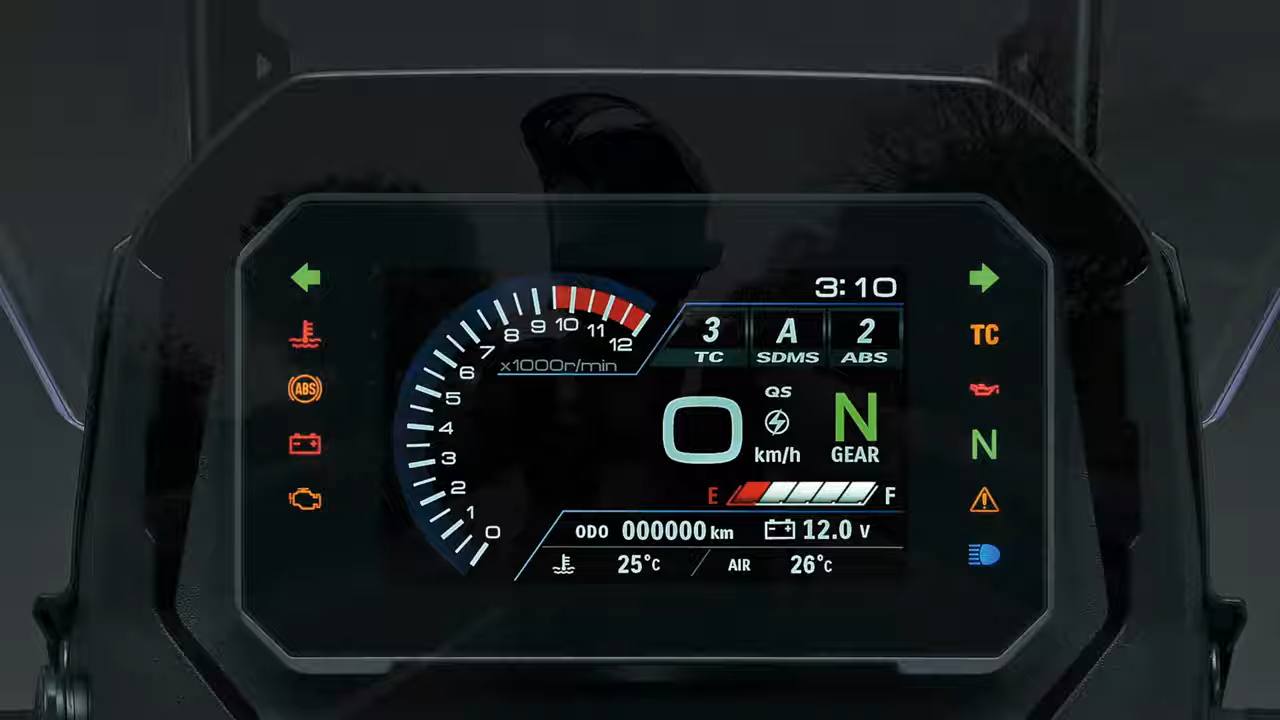 3:10
3 A 2
TC SDMS ABS
TC
ABS
x1000r/min
0 1 2 3 4 5 6 7 8 9 10 11 12
QS
0
km/h
N
GEAR
N
E F
ODO 000000 km 12.0 V
25°C AIR 26°C